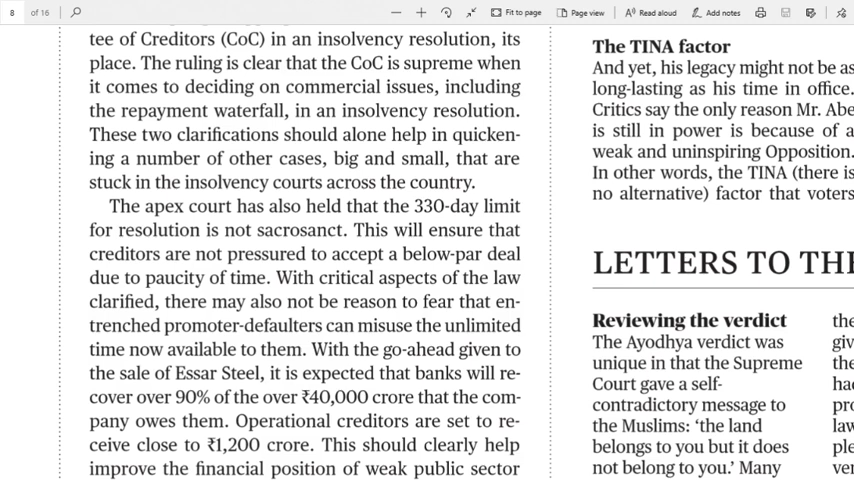 8 of 16 Fit to page Page view Read aloud Add notes
tee of Creditors (CoC) in an insolvency resolution, its
place. The ruling is clear that the CoC is supreme when
it comes to deciding on commercial issues, including
the repayment waterfall, in an insolvency resolution.
These two clarifications should alone help in quicken-
ing a number of other cases, big and small, that are
stuck in the insolvency courts across the country.
The apex court has also held that the 330-day limit
for resolution is not sacrosanct. This will ensure that
creditors are not pressured to accept a below-par deal
due to paucity of time. With critical aspects of the law
clarified, there may also not be reason to fear that en-
trenched promoter-defaulters can misuse the unlimited
time now available to them. With the go-ahead given to
the sale of Essar Steel, it is expected that banks will re-
cover over 90% of the over ₹40,000 crore that the com-
pany owes them. Operational creditors are set to re-
ceive close to ₹1,200 crore. This should clearly help
improve the financial position of weak public sector
The TINA factor
And yet, his legacy might not be as
long-lasting as his time in office.
Critics say the only reason Mr. Abe
is still in power is because of a
weak and uninspiring Opposition.
In other words, the TINA (there is
no alternative) factor that voters
LETTERS TO THE
Reviewing the verdict
The Ayodhya verdict was
unique in that the Supreme
Court gave a self-
contradictory message to
the Muslims: ‘the land
belongs to you but it does
not belong to you.’ Many
the
giv
the
had
pro
law
ple
ver